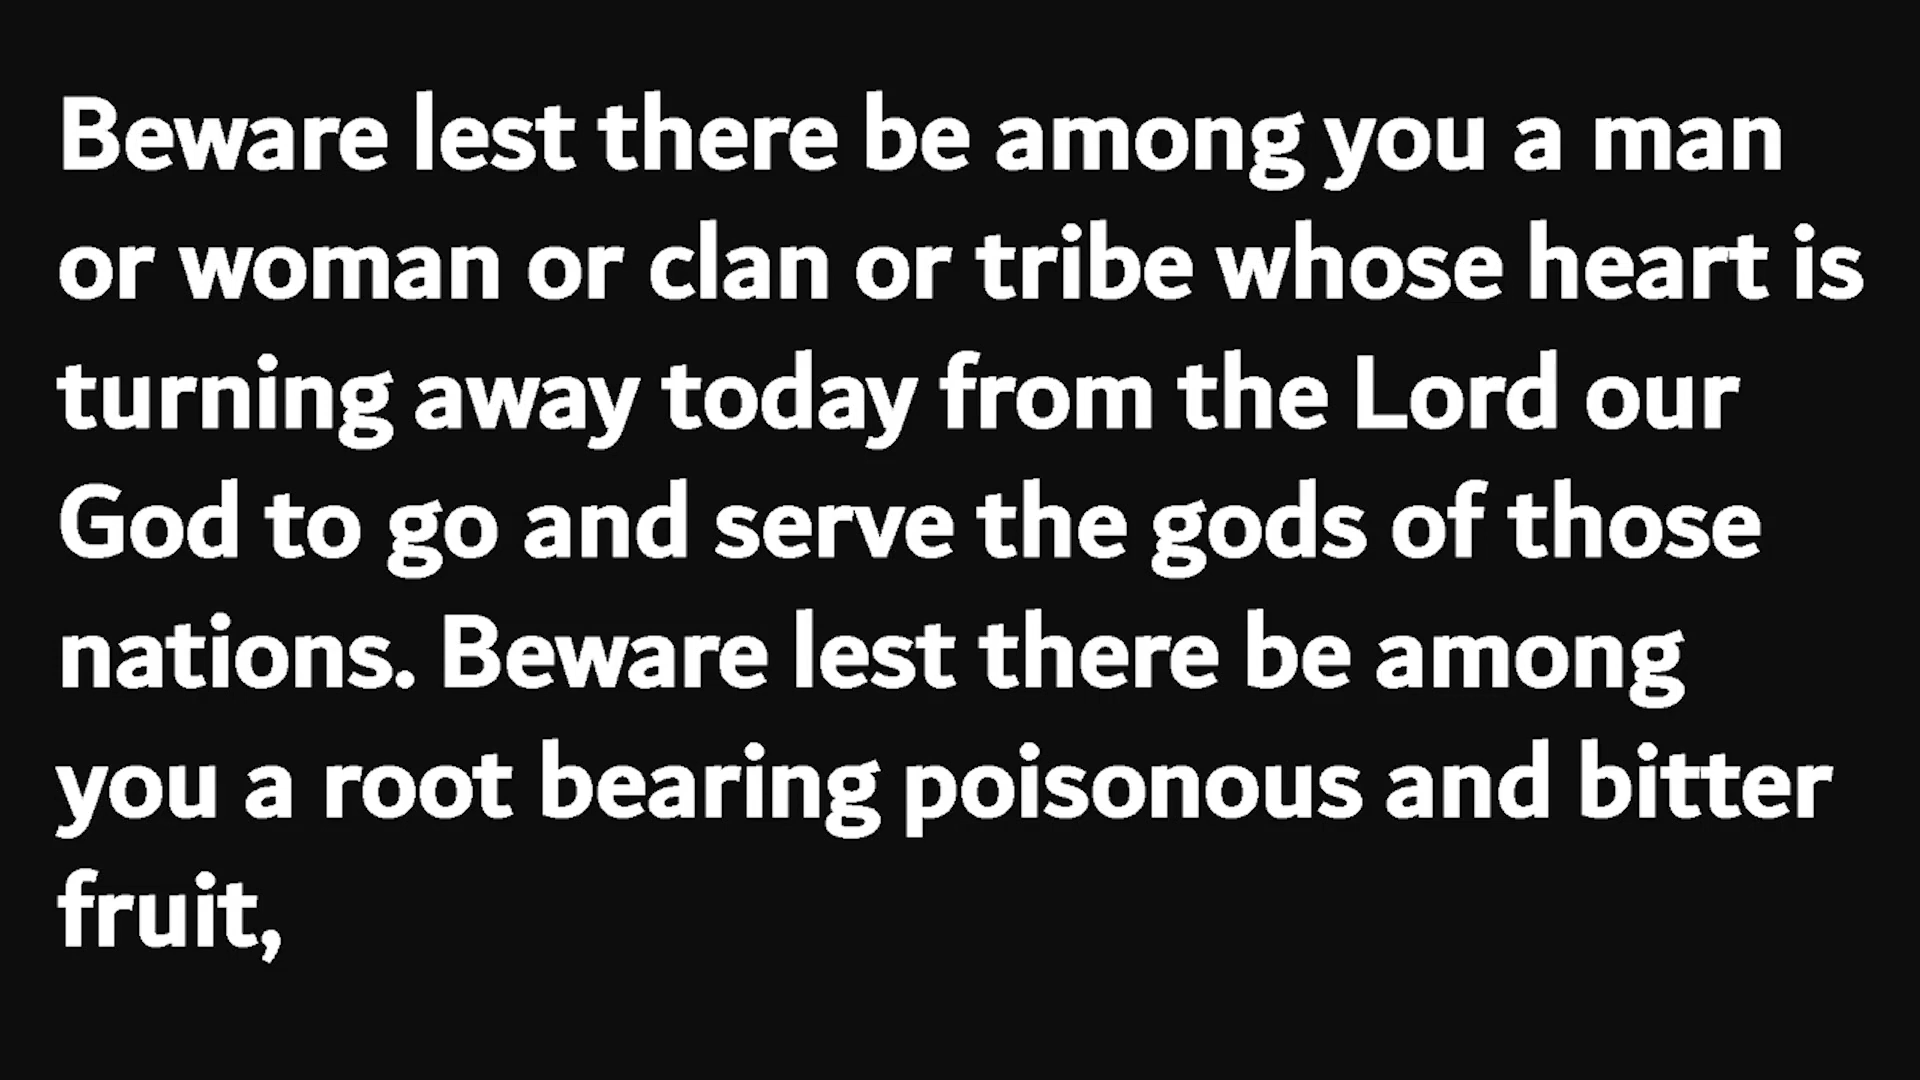 Beware lest there be among you a man
or woman or clan or tribe whose heart is
turning away today from the Lord our
God to go and serve the gods of those
nations. Beware lest there be among
you a root bearing poisonous and bitter
fruit,